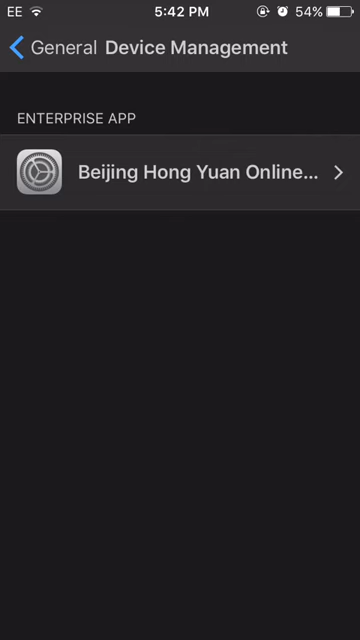 EE 5:42 PM 54%
General Device Management
ENTERPRISE APP
Beijing Hong Yuan Online...